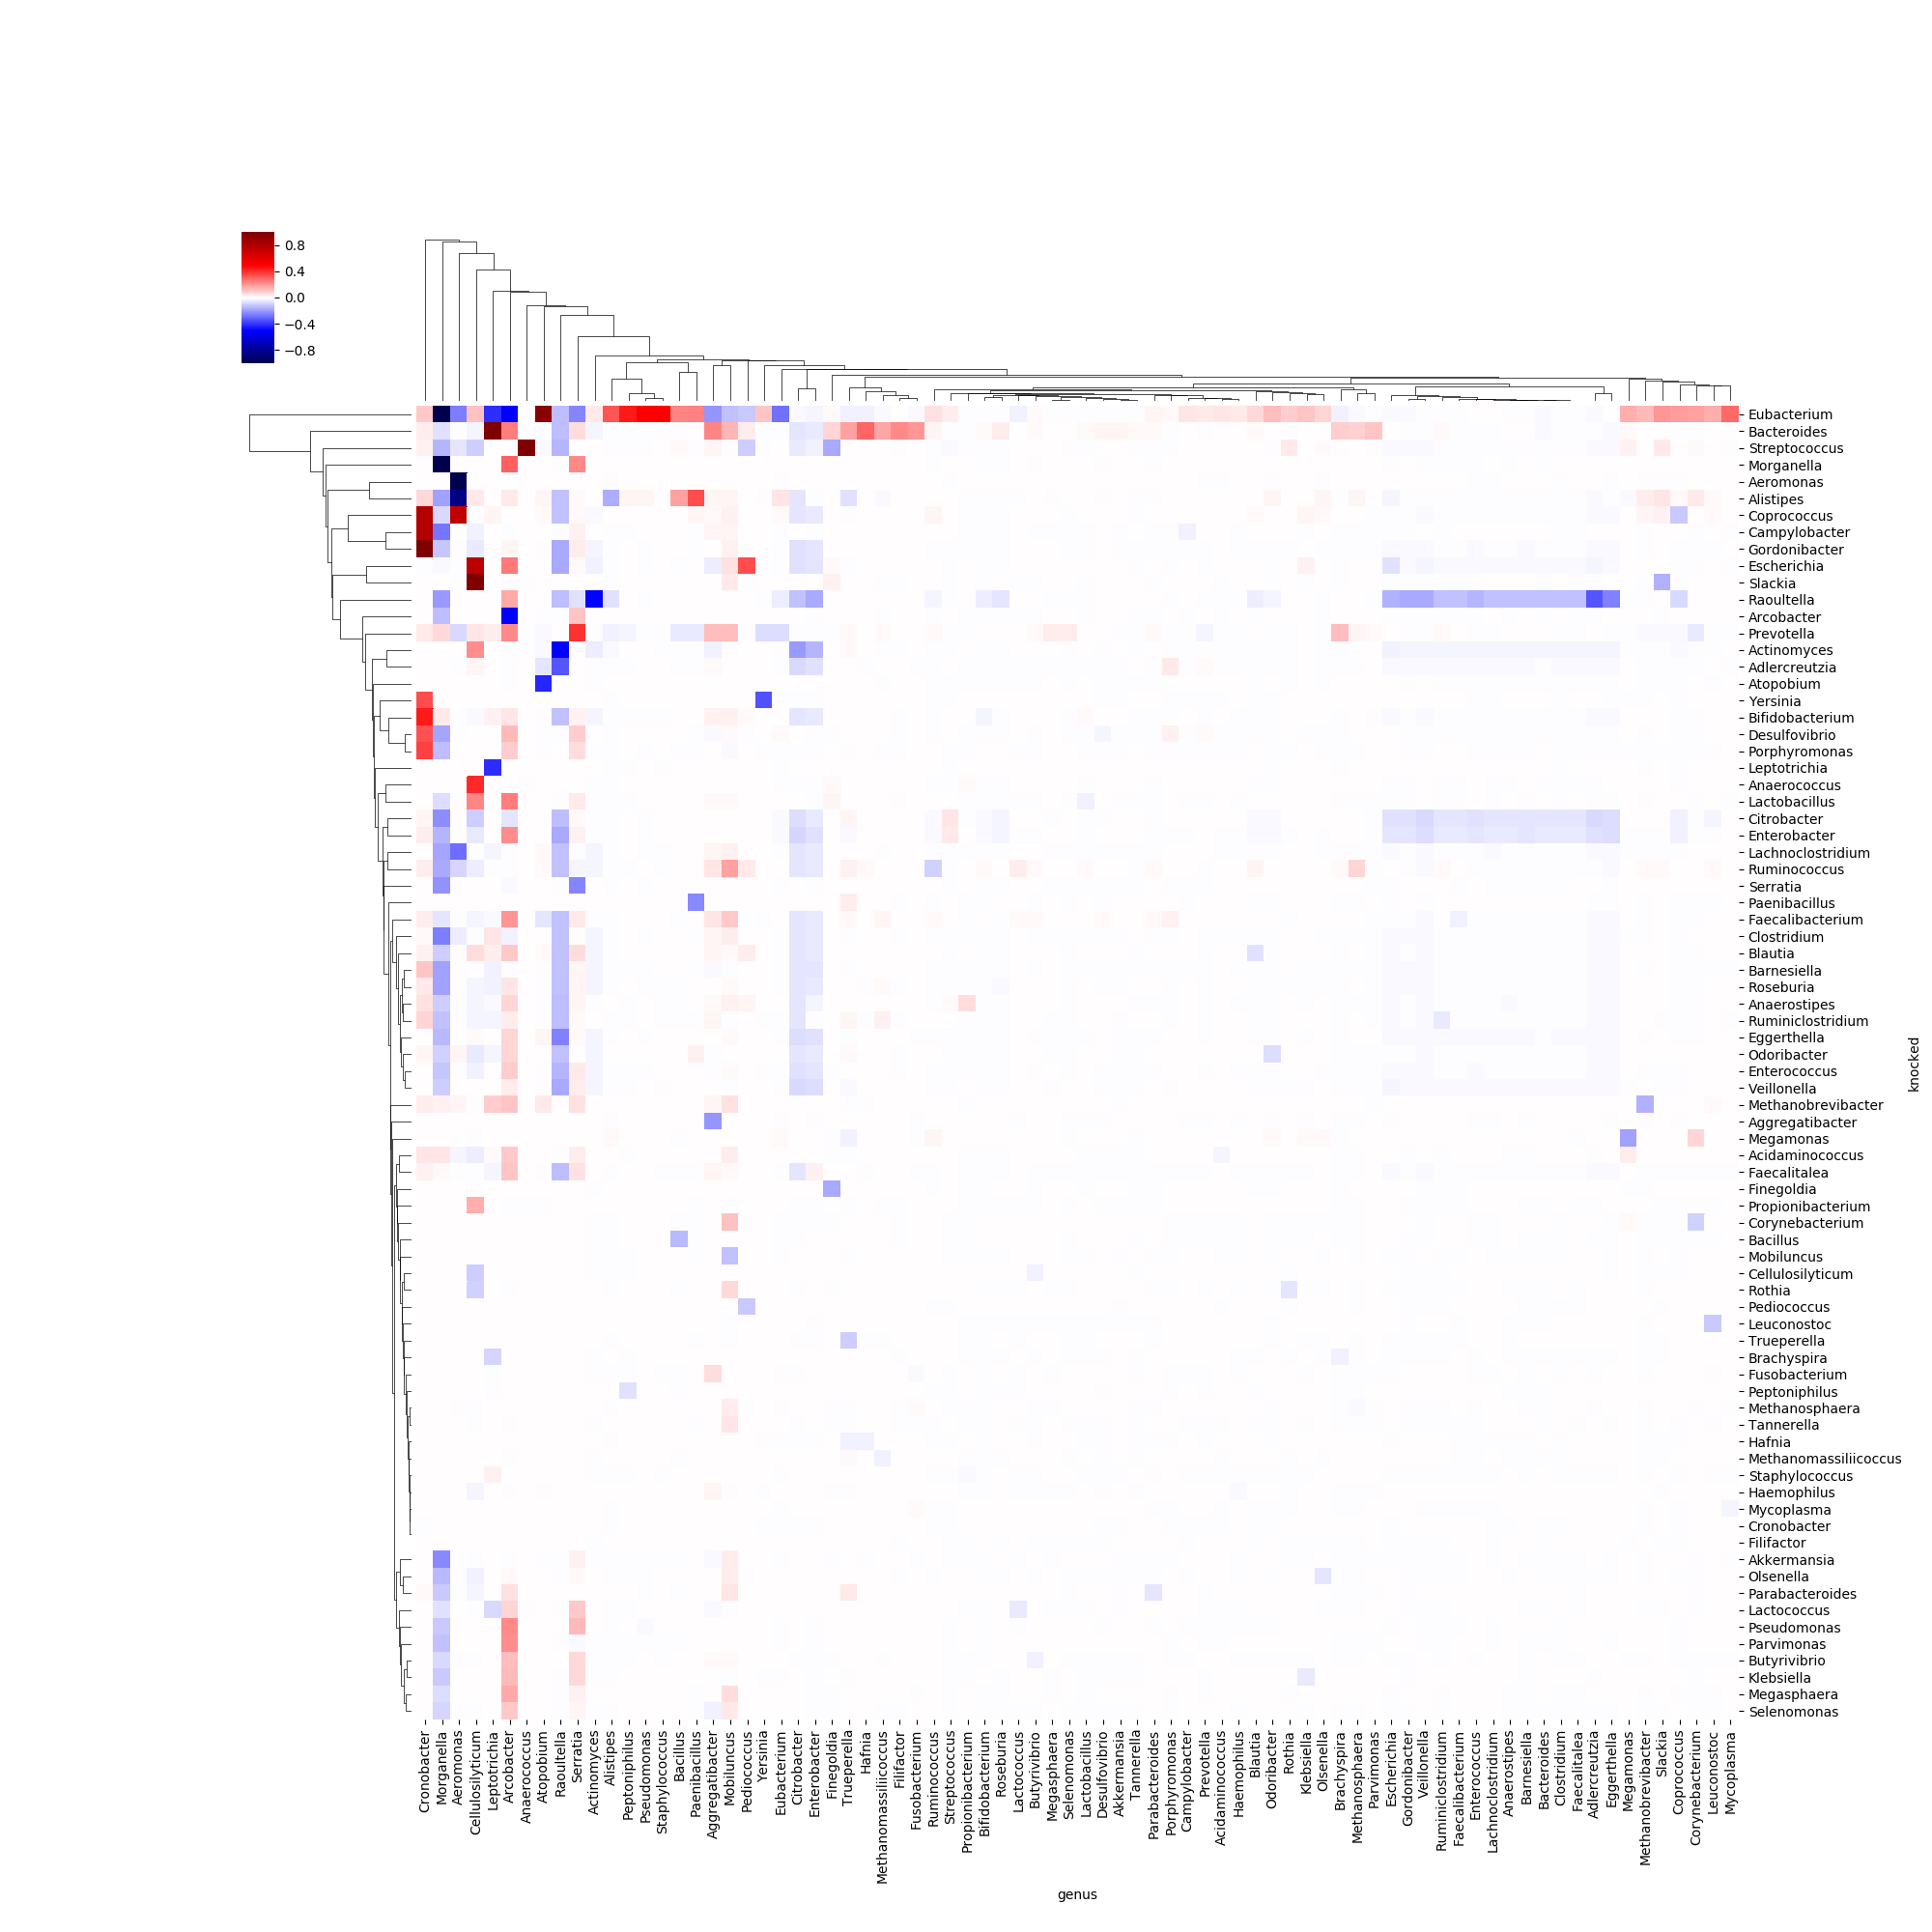 0.8
0.4
0.0
−0.4
−0.8
Eubacterium
Bacteroides
Streptococcus
Morganella
Aeromonas
Alistipes
Coprococcus
Campylobacter
Gordonibacter
Escherichia
Slackia
Raoultella
Arcobacter
Prevotella
Actinomyces
Adlercreutzia
Atopobium
Yersinia
Bifidobacterium
Desulfovibrio
Porphyromonas
Leptotrichia
Anaerococcus
Lactobacillus
Citrobacter
Enterobacter
Lachnoclostridium
Ruminococcus
Serratia
Paenibacillus
Faecalibacterium
Clostridium
Blautia
Barnesiella
Roseburia
Anaerostipes
Ruminiclostridium
Eggerthella
Odoribacter
Enterococcus
Veillonella
Methanobrevibacter
Aggregatibacter
Megamonas
Acidaminococcus
Faecalitalea
Finegoldia
Propionibacterium
Corynebacterium
Bacillus
Mobiluncus
Cellulosilyticum
Rothia
Pediococcus
Leuconostoc
Trueperella
Brachyspira
Fusobacterium
Peptoniphilus
Methanosphaera
Tannerella
Hafnia
Methanomassiliicoccus
Staphylococcus
Haemophilus
Mycoplasma
Cronobacter
Filifactor
Akkermansia
Olsenella
Parabacteroides
Lactococcus
Pseudomonas
Parvimonas
Butyrivibrio
Klebsiella
Megasphaera
Selenomonas
knocked
Cronobacter
Morganella
Aeromonas
Cellulosilyticum
Leptotrichia
Arcobacter
Anaerococcus
Atopobium
Raoultella
Serratia
Actinomyces
Alistipes
Peptoniphilus
Pseudomonas
Staphylococcus
Bacillus
Paenibacillus
Aggregatibacter
Mobiluncus
Pediococcus
Yersinia
Eubacterium
Citrobacter
Enterobacter
Finegoldia
Trueperella
Hafnia
Methanomassiliicoccus
Filifactor
Fusobacterium
Ruminococcus
Streptococcus
Propionibacterium
Bifidobacterium
Roseburia
Lactococcus
Butyrivibrio
Megasphaera
Selenomonas
Lactobacillus
Desulfovibrio
Akkermansia
Tannerella
Parabacteroides
Porphyromonas
Campylobacter
Prevotella
Acidaminococcus
Haemophilus
Blautia
Odoribacter
Rothia
Klebsiella
Olsenella
Brachyspira
Methanosphaera
Parvimonas
Escherichia
Gordonibacter
Veillonella
Ruminiclostridium
Faecalibacterium
Enterococcus
Lachnoclostridium
Anaerostipes
Barnesiella
Bacteroides
Clostridium
Faecalitalea
Adlercreutzia
Eggerthella
Megamonas
Methanobrevibacter
Slackia
Coprococcus
Corynebacterium
Leuconostoc
Mycoplasma
genus